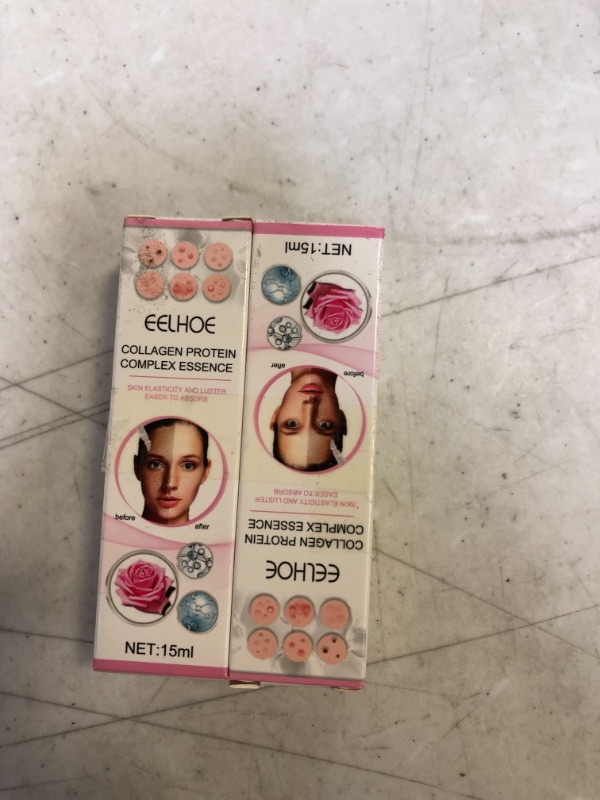 EELHOE
COLLAGEN PROTEIN
COMPLEX ESSENCE
SKIN ELASTICITY AND LUSTER
EASER TO ABSORB
before
after
NET:15ml
EELHOE
COLLAGEN PROTEIN
COMPLEX ESSENCE
SKIN ELASTICITY AND LUSTER
EASER TO ABSORB
before
after
NET:15ml